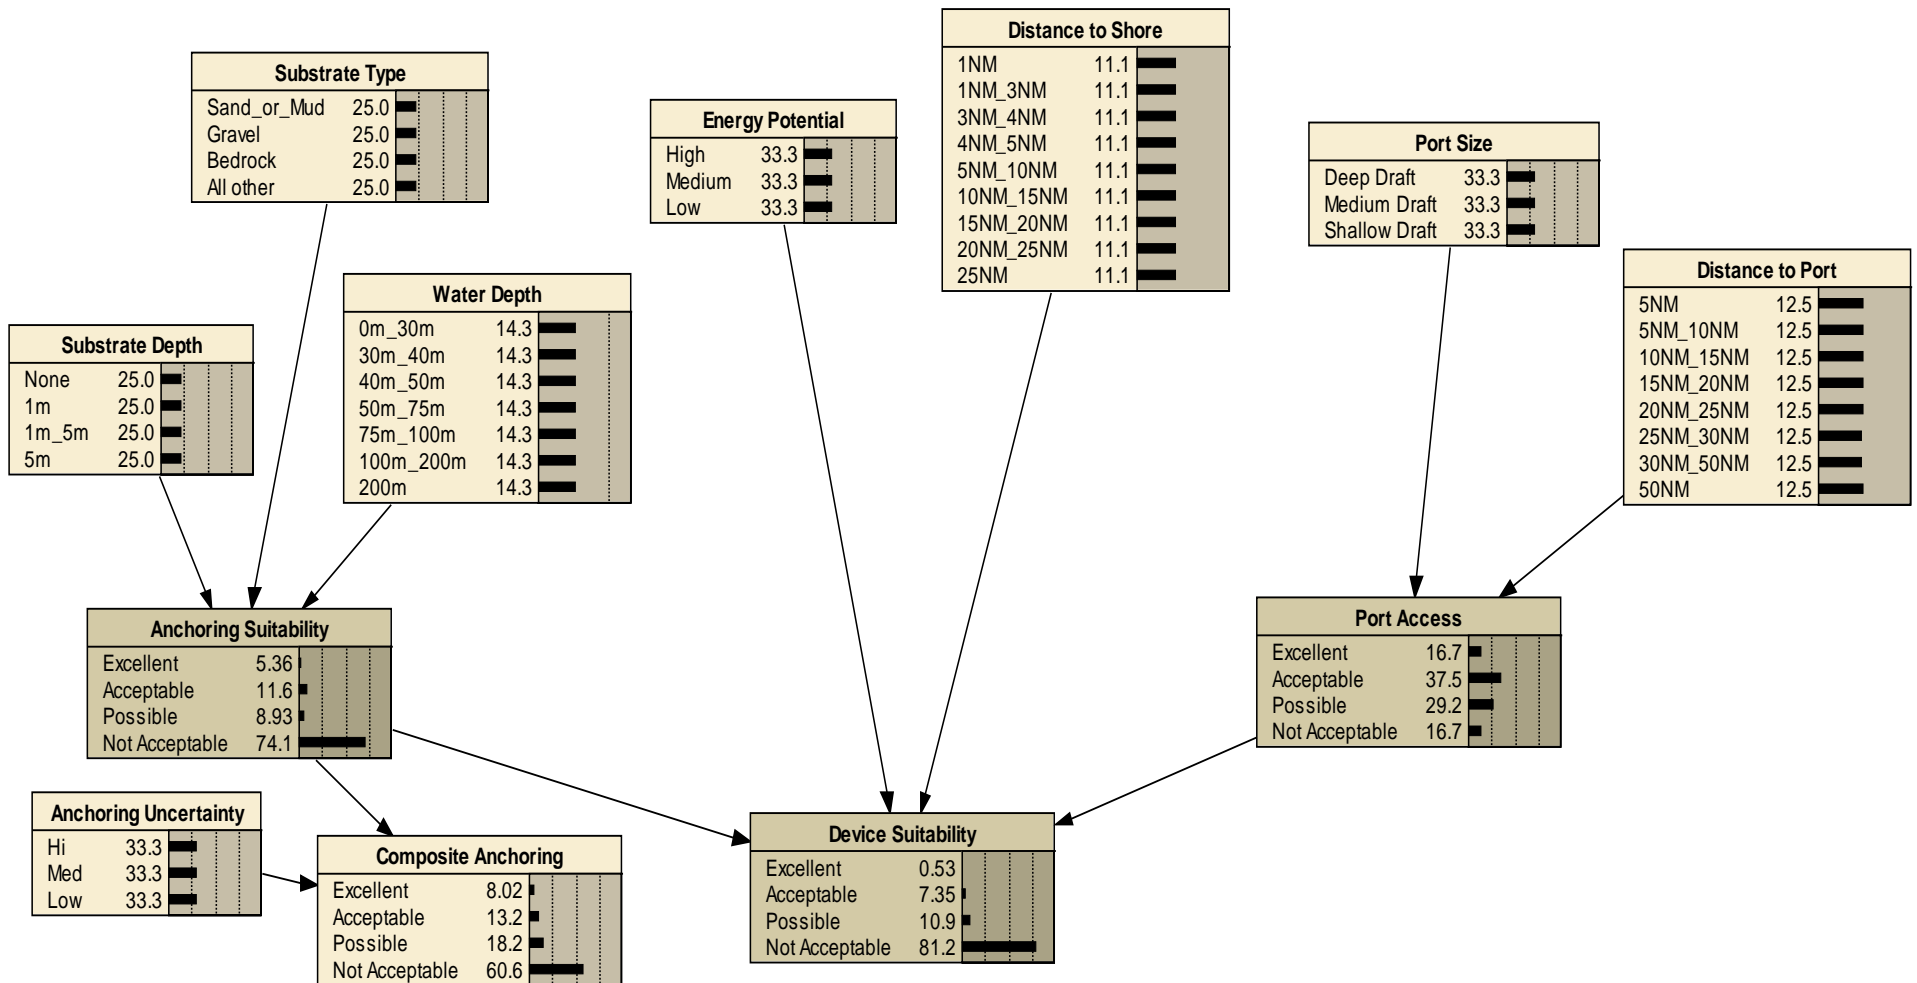 Distance to Shore
1NM 11.1
1NM_3NM 11.1
3NM_4NM 11.1
4NM_5NM 11.1
5NM_10NM 11.1
10NM_15NM 11.1
15NM_20NM 11.1
20NM_25NM 11.1
25NM 11.1
Substrate Type
Sand_or_Mud 25.0
Gravel 25.0
Bedrock 25.0
All other 25.0
Energy Potential
High 33.3
Medium 33.3
Low 33.3
Port Size
Deep Draft 33.3
Medium Draft 33.3
Shallow Draft 33.3
Distance to Port
5NM 12.5
5NM_10NM 12.5
10NM_15NM 12.5
15NM_20NM 12.5
20NM_25NM 12.5
25NM_30NM 12.5
30NM_50NM 12.5
50NM 12.5
Water Depth
0m_30m 14.3
30m_40m 14.3
40m_50m 14.3
50m_75m 14.3
75m_100m 14.3
100m_200m 14.3
200m 14.3
Substrate Depth
None 25.0
1m 25.0
1m_5m 25.0
5m 25.0
Anchoring Suitability
Excellent 5.36
Acceptable 11.6
Possible 8.93
Not Acceptable 74.1
Port Access
Excellent 16.7
Acceptable 37.5
Possible 29.2
Not Acceptable 16.7
Anchoring Uncertainty
Hi 33.3
Med 33.3
Low 33.3
Composite Anchoring
Excellent 8.02
Acceptable 13.2
Possible 18.2
Not Acceptable 60.6
Device Suitability
Excellent 0.53
Acceptable 7.35
Possible 10.9
Not Acceptable 81.2